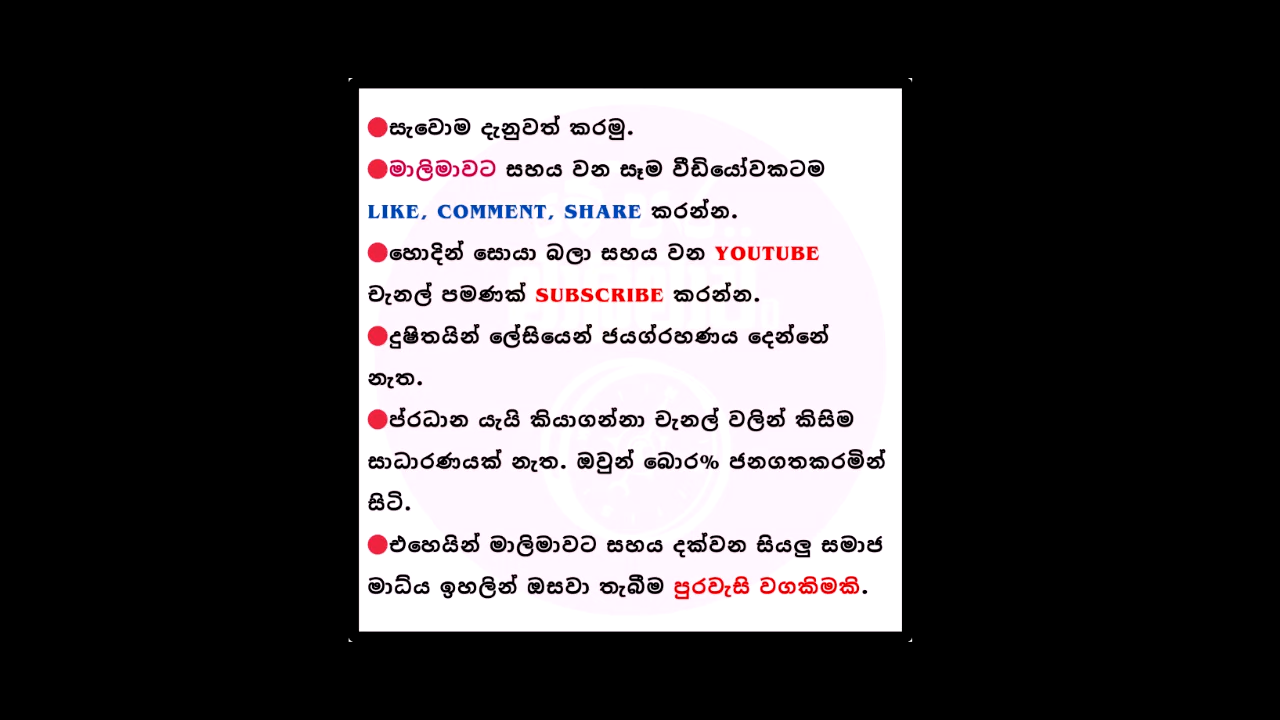 🔴සැවොම දැනුවත් කරමු.
🔴මාලිමාවට සහය වන සෑම වීඩියෝවකටම
LIKE, COMMENT, SHARE කරන්න.
🔴හොදින් සොයා බලා සහය වන YOUTUBE
චැනල් පමණක් SUBSCRIBE කරන්න.
🔴දුෂිතයින් ලේසියෙන් ජයග්රහණය දෙන්නේ
නැත.
🔴ප්රධාන යැයි කියාගන්නා චැනල් වලින් කිසිම
සාධාරණයක් නැත. ඔවුන් බොර% ජනගතකරමින්
සිටි.
🔴එහෙයින් මාලිමාවට සහය දක්වන සියලු සමාජ
මාධ්ය ඉහලින් ඔසවා තැබීම පුරවැසි වගකිමකි.